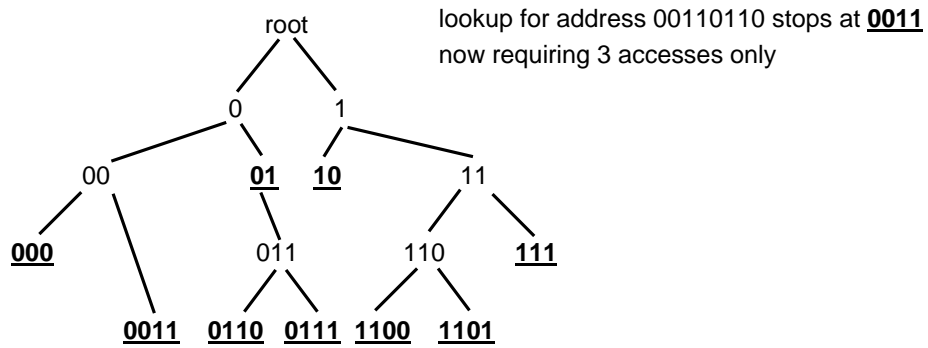 root
lookup for address 00110110 stops at 0011
now requiring 3 accesses only
0 1
00 01 10 11
000 011 110 111
0011 0110 0111 1100 1101